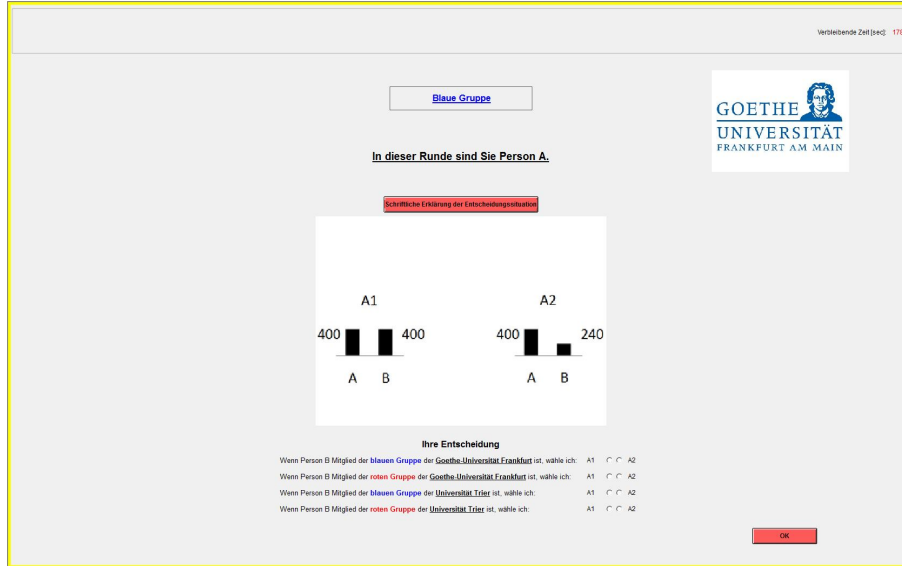 Verbleibende Zeit [sec]: 178
Blaue Gruppe
GOETHE
UNIVERSITÄT
FRANKFURT AM MAIN
In dieser Runde sind Sie Person A.
Schriftliche Erklärung der Entscheidungssituation
A1 A2
400 400 400 240
A B A B
Ihre Entscheidung
Wenn Person B Mitglied der blauen Gruppe der Goethe-Universität Frankfurt ist, wähle ich: A1 A2
Wenn Person B Mitglied der roten Gruppe der Goethe-Universität Frankfurt ist, wähle ich: A1 A2
Wenn Person B Mitglied der blauen Gruppe der Universität Trier ist, wähle ich: A1 A2
Wenn Person B Mitglied der roten Gruppe der Universität Trier ist, wähle ich: A1 A2
OK